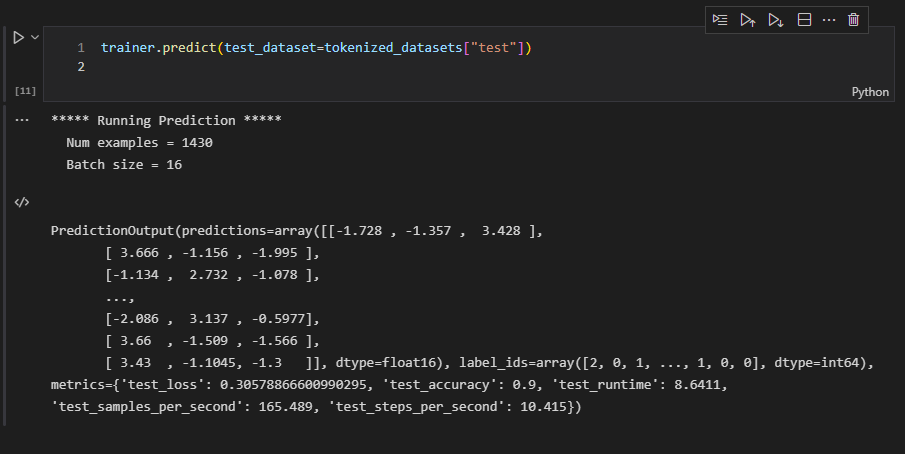 1 trainer.predict(test_dataset=tokenized_datasets["test"])
2
[11]
Python
***** Running Prediction *****
  Num examples = 1430
  Batch size = 16
PredictionOutput(predictions=array([[-1.728 , -1.357 ,  3.428 ],
       [ 3.666 , -1.156 , -1.995 ],
       [-1.134 ,  2.732 , -1.078 ],
       ...,
       [-2.086 ,  3.137 , -0.5977],
       [ 3.66  , -1.509 , -1.566 ],
       [ 3.43  , -1.1045, -1.3   ]], dtype=float16), label_ids=array([2, 0, 1, ..., 1, 0, 0], dtype=int64),
metrics={'test_loss': 0.30578866600990295, 'test_accuracy': 0.9, 'test_runtime': 8.6411,
'test_samples_per_second': 165.489, 'test_steps_per_second': 10.415})